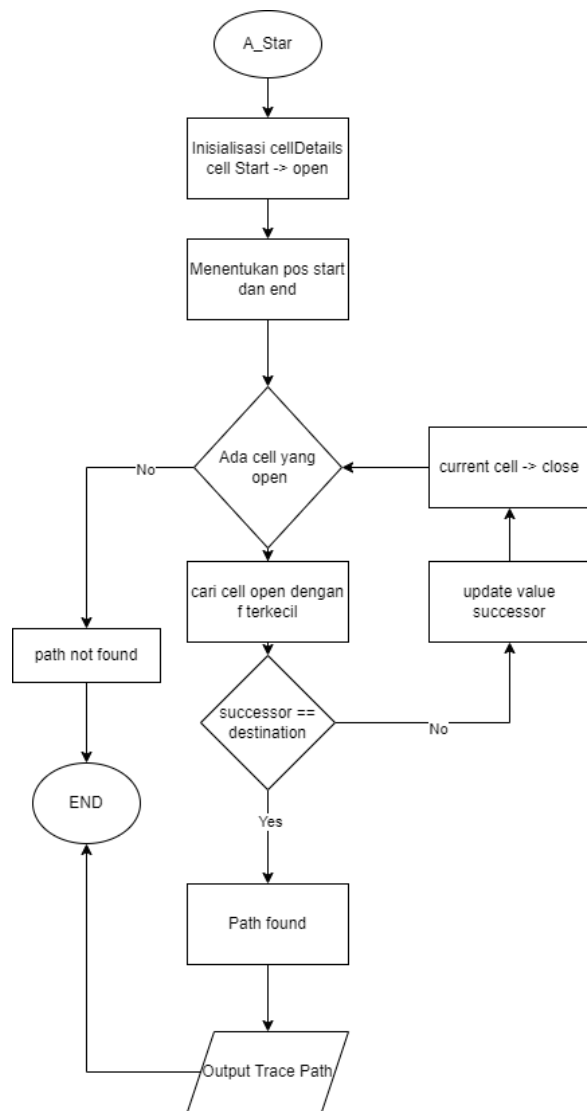 A_Star
Inisialisasi cellDetails
cell Start -> open
Menentukan pos start
dan end
Ada cell yang
open
No
current cell -> close
cari cell open dengan
f terkecil
update value
successor
path not found
successor ==
destination
No
END
Yes
Path found
Output Trace Path